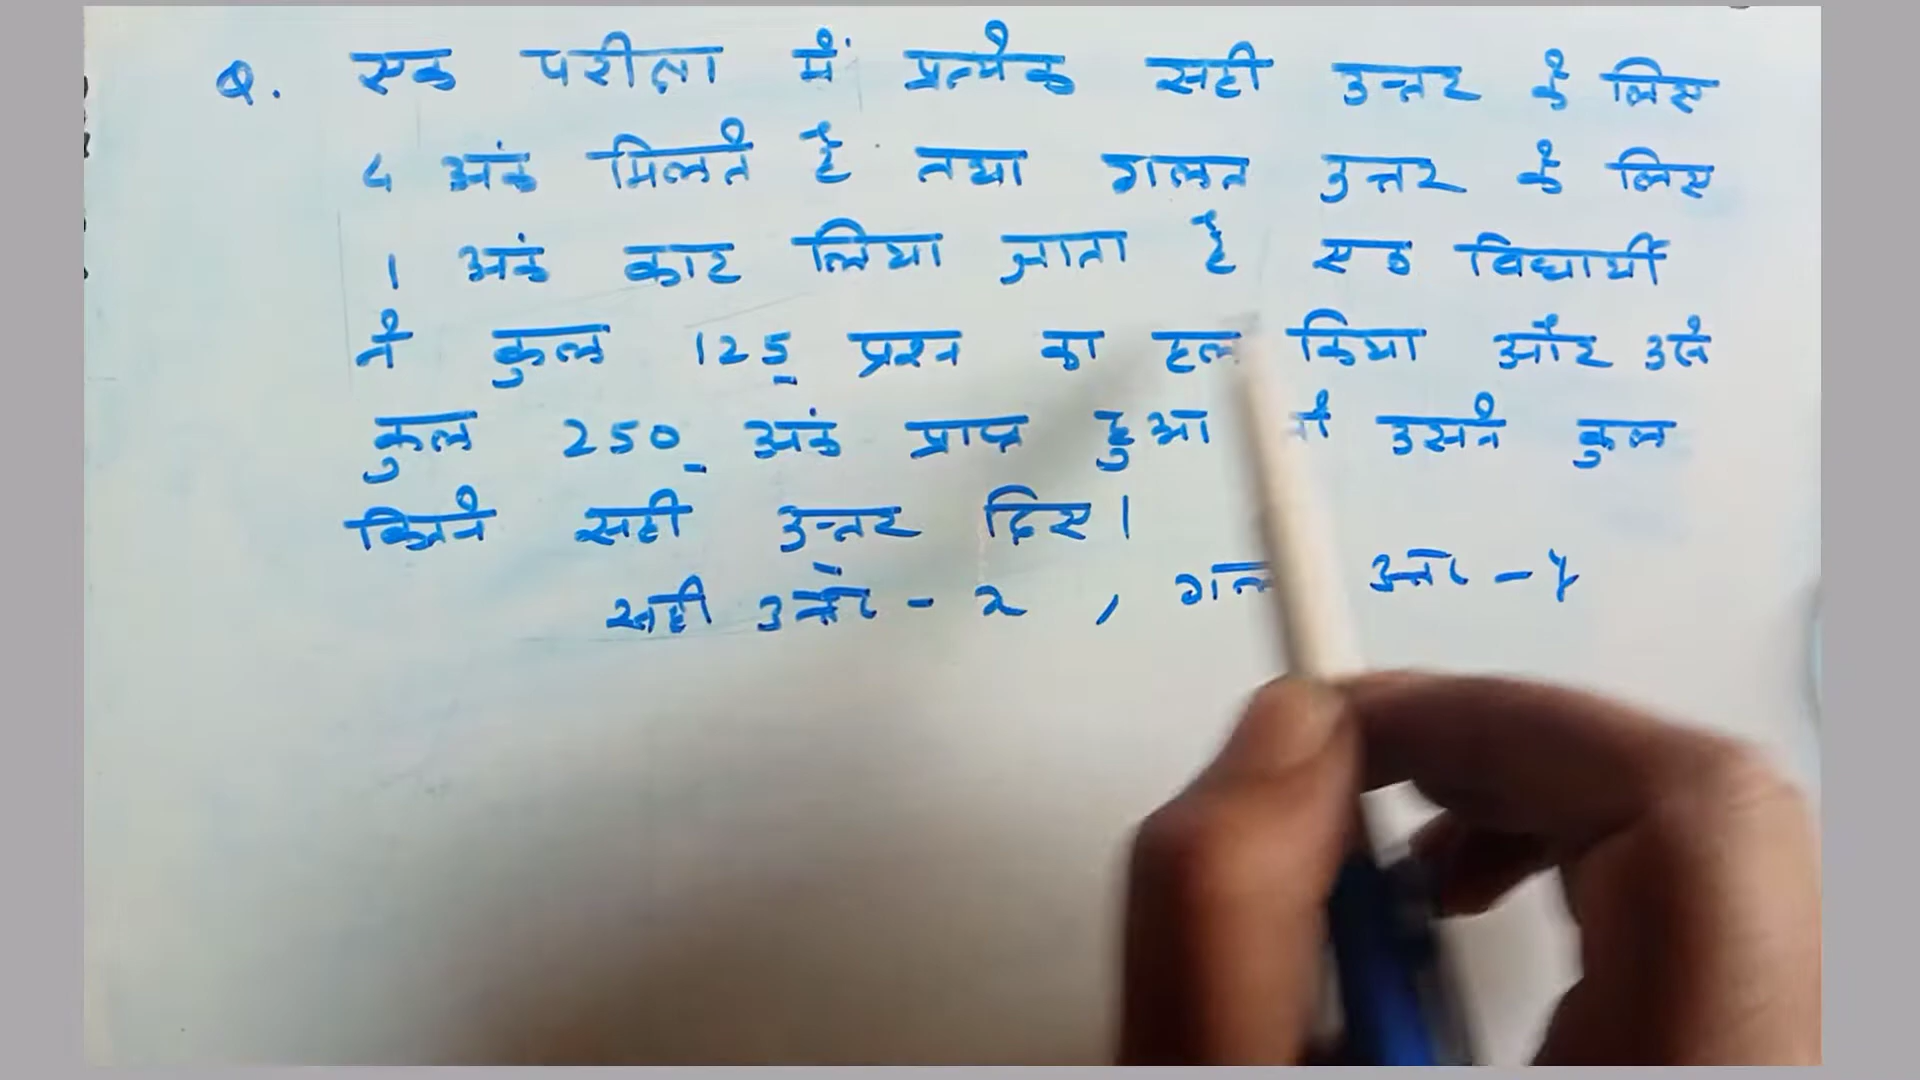 Q. एक परीक्षा में प्रत्येक सही उत्तर के लिए
4 अंक मिलते है तथा गलत उत्तर के लिए
1 अंक काट लिया जाता है एक विद्यार्थी
ने कुल 125 प्रश्न का हल किया और उसे
कुल 250 अंक प्राप्त हुआ उसने कुल
कितने सही उत्तर दिए।
सही उत्तर - x , उत्तर - y